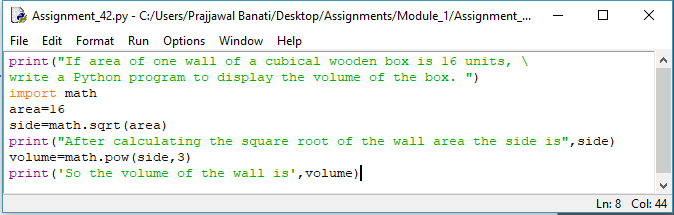 Assignment_42.py - C:/Users/Prajjawal Banati/Desktop/Assignments/Module_1/Assignment_...
File Edit Format Run Options Window Help
print("If area of one wall of a cubical wooden box is 16 units, \
write a Python program to display the volume of the box. ")
import math
area=16
side=math.sqrt(area)
print("After calculating the square root of the wall area the side is",side)
volume=math.pow(side,3)
print('So the volume of the wall is',volume)
Ln: 8 Col: 44